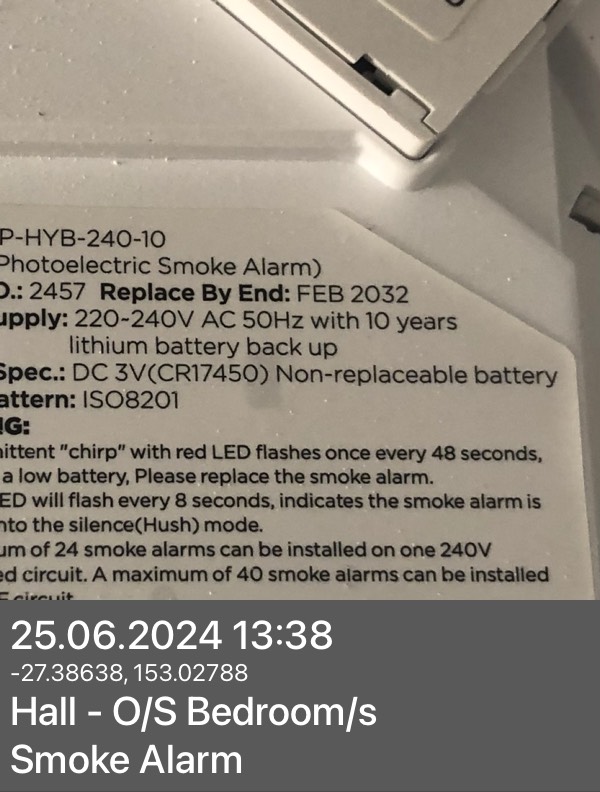 P-HYB-240-10
Photoelectric Smoke Alarm)
O.: 2457 Replace By End: FEB 2032
upply: 220~240V AC 50Hz with 10 years
lithium battery back up
Spec.: DC 3V(CR17450) Non-replaceable battery
attern: ISO8201
IG:
nittent "chirp" with red LED flashes once every 48 seconds,
a low battery, Please replace the smoke alarm.
ED will flash every 8 seconds, indicates the smoke alarm is
nto the silence(Hush) mode.
um of 24 smoke alarms can be installed on one 240V
ed circuit. A maximum of 40 smoke alarms can be installed
F circuit
25.06.2024 13:38
-27.38638, 153.02788
Hall - O/S Bedroom/s
Smoke Alarm